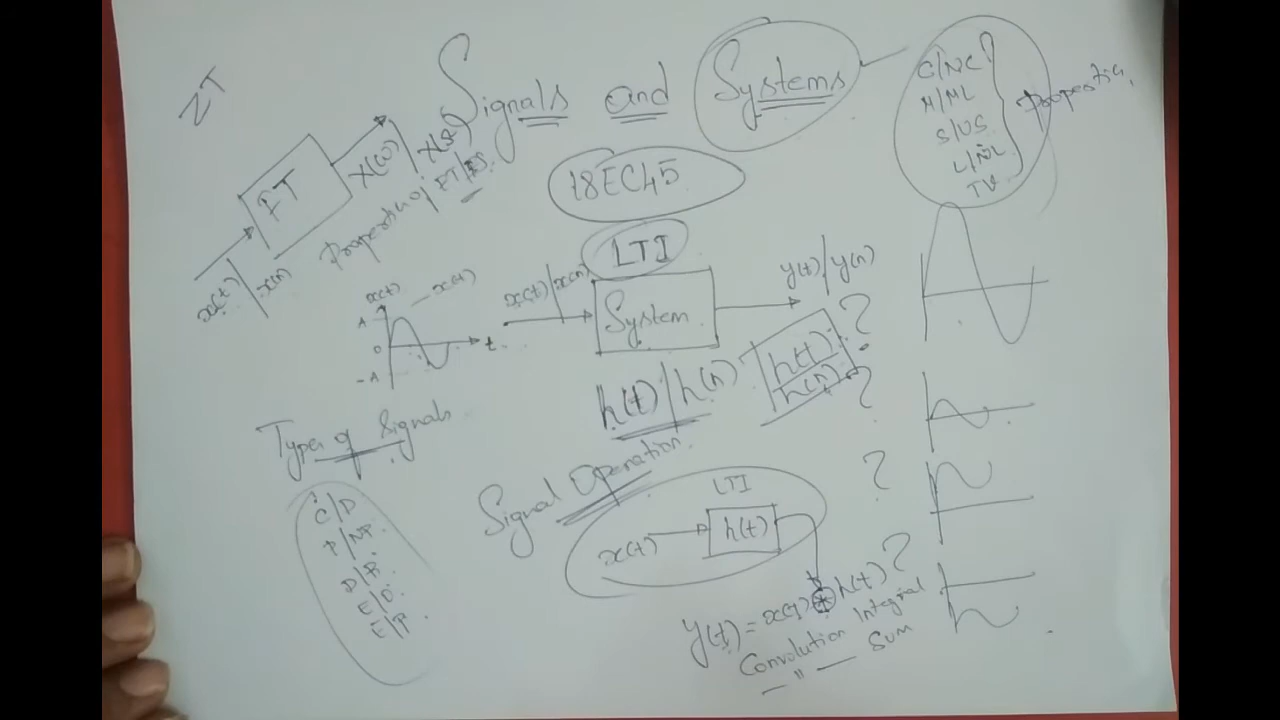 ZT
Signals and Systems
C/NC
M/ML
S/US
L/NL
TV
Properties
18EC45
FT
X(ω) / X(Ω)
x(t) / x(n)
Properties of FT/
LTI
x(t)/x(n)
System
y(t)/y(n)
?
h(t)/h(n)
h(t)
h(n)
?
x(t)
A
0
-A
x(t)
t
Types of Signals
C/D
P/NP
D/R
E/O
E/P
Signal Operation
?
LTI
x(t)
h(t)
y(t) = x(t) * h(t) ?
Convolution Integral
— " — Sum